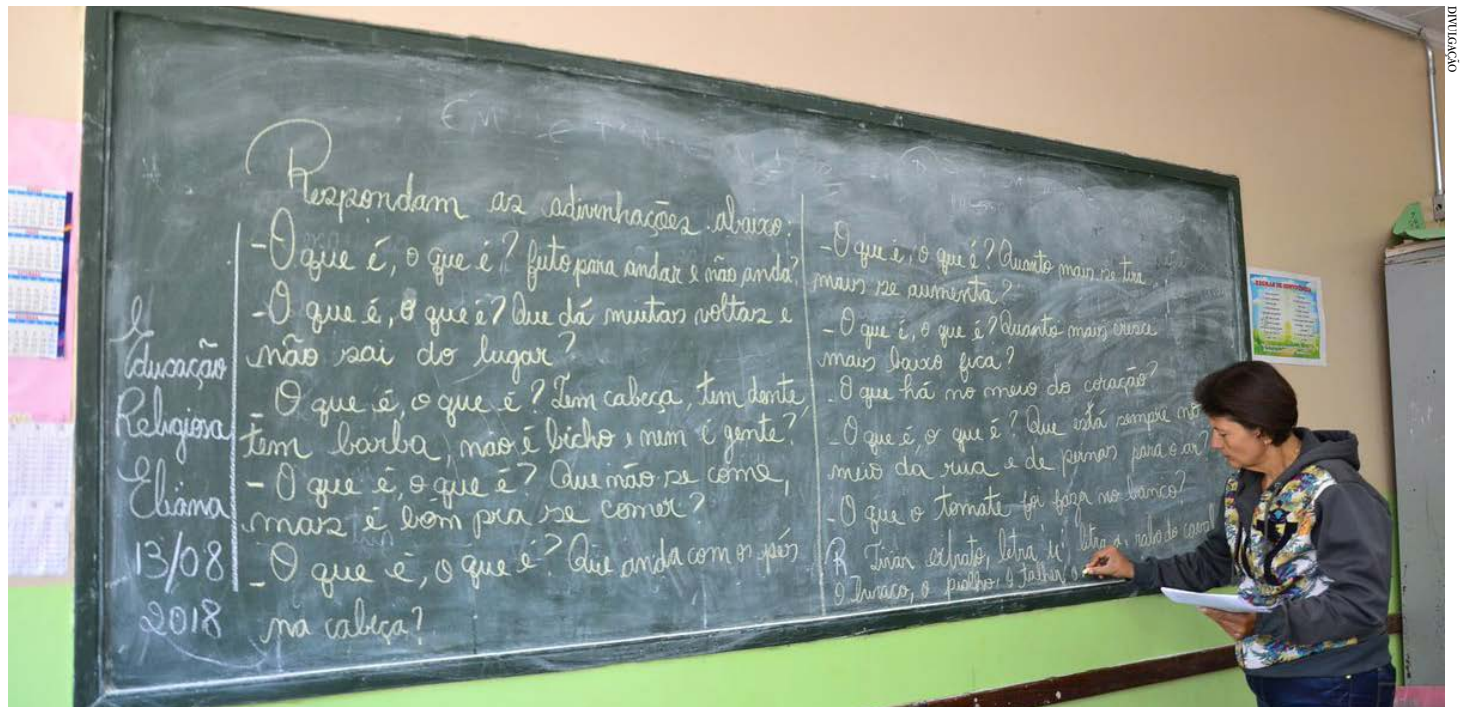 Respondam as adivinhações abaixo:
- O que é, o que é? feito para andar e não anda?
- O que é, o que é? Que dá muitas voltas e
não sai do lugar?
- O que é, o que é? Tem cabeça, tem dente
tem barba, não é bicho e nem é gente?
- O que é, o que é? Que não se come,
mas é bom pra se comer?
- O que é, o que é? Que anda com os pés
na cabeça?
- O que é, o que é? Quanto mais se tira
mais se aumenta?
- O que é, o que é? Quanto mais cresce
mais baixo fica?
- O que há no meio do coração?
- O que é, o que é? Que está sempre no
meio da rua e de pernas para o ar?
- O que o tomate foi fazer no banco?
R Tirar extrato, letra "u", letra a, rabo do caval
O buraco, o piolho, o talher, o
Educação
Religiosa
Eliana
13/08
2018
DIVULGAÇÃO